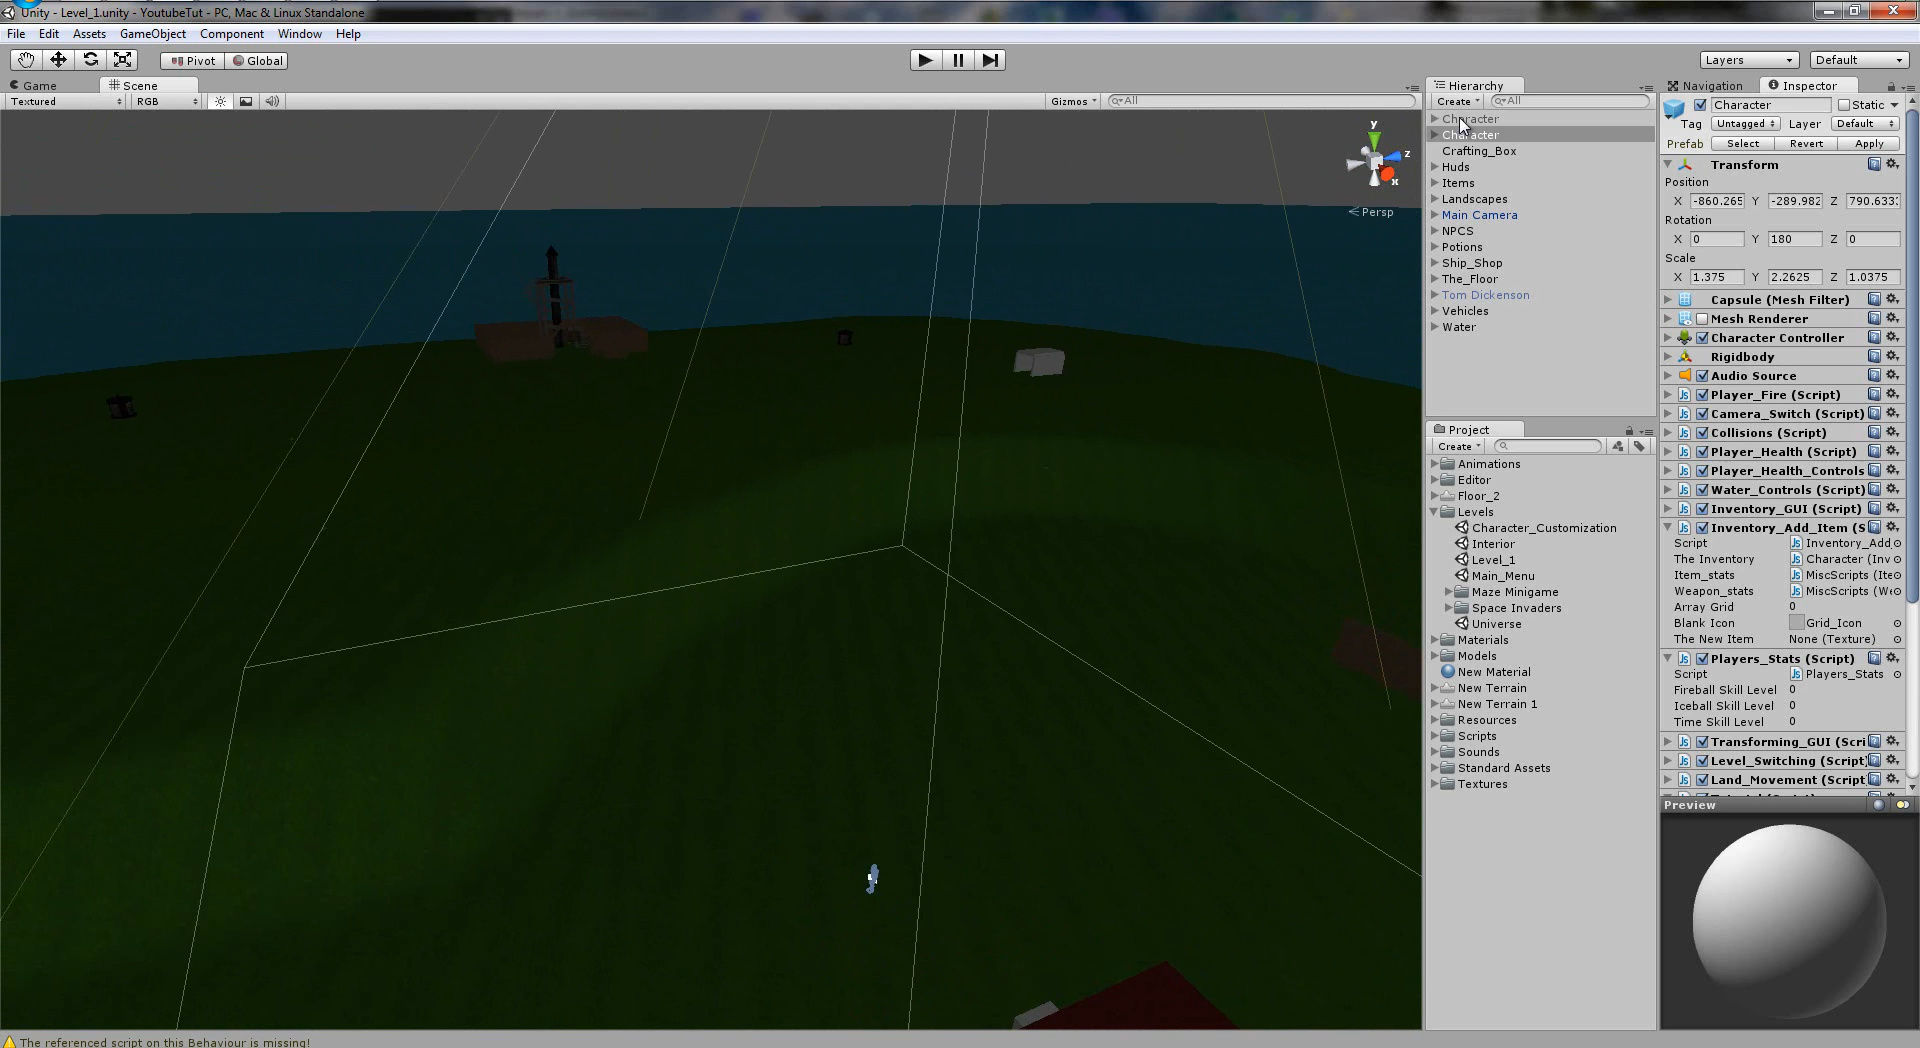 Unity - Level_1.unity - YoutubeTut - PC, Mac & Linux Standalone
File Edit Assets GameObject Component Window Help
Pivot Global Layers Default
Game Scene
Textured RGB Gizmos All
y
z
x
Persp
Hierarchy
Create All
Character
Character
Crafting_Box
Huds
Items
Landscapes
Main Camera
NPCS
Potions
Ship_Shop
The_Floor
Tom Dickenson
Vehicles
Water
Project
Create
Animations
Editor
Floor_2
Levels
Character_Customization
Interior
Level_1
Main_Menu
Maze Minigame
Space Invaders
Universe
Materials
Models
New Material
New Terrain
New Terrain 1
Resources
Scripts
Sounds
Standard Assets
Textures
Navigation Inspector
Character Static
Tag Untagged Layer Default
Prefab Select Revert Apply
Transform
Position
X -860.265 Y -289.982 Z 790.633
Rotation
X 0 Y 180 Z 0
Scale
X 1.375 Y 2.2625 Z 1.0375
Capsule (Mesh Filter)
Mesh Renderer
Character Controller
Rigidbody
Audio Source
Player_Fire (Script)
Camera_Switch (Script)
Collisions (Script)
Player_Health (Script)
Player_Health_Controls
Water_Controls (Script)
Inventory_GUI (Script)
Inventory_Add_Item (S
Script Inventory_Add_
The Inventory Character (Inv
Item_stats MiscScripts (Ite
Weapon_stats MiscScripts (We
Array Grid 0
Blank Icon Grid_Icon
The New Item None (Texture)
Players_Stats (Script)
Script Players_Stats
Fireball Skill Level 0
Iceball Skill Level 0
Time Skill Level 0
Transforming_GUI (Scri
Level_Switching (Script)
Land_Movement (Script
Preview
The referenced script on this Behaviour is missing!